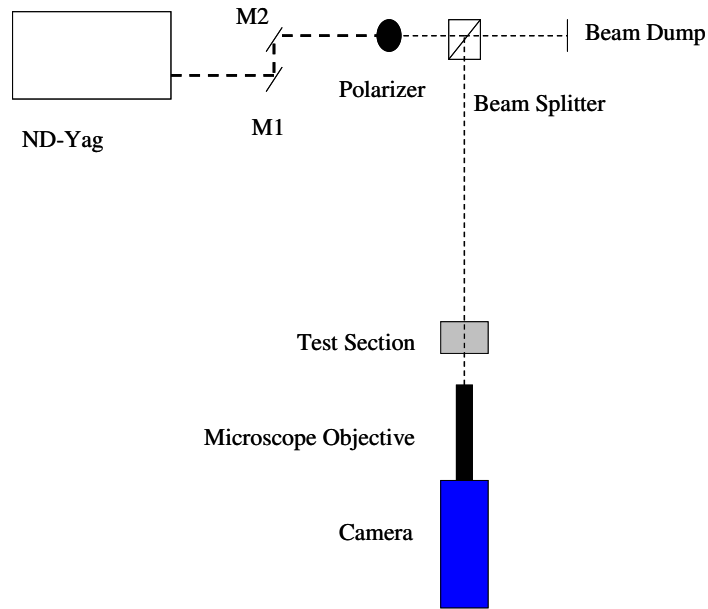 M2
Beam Dump
Polarizer
Beam Splitter
M1
ND-Yag
Test Section
Microscope Objective
Camera